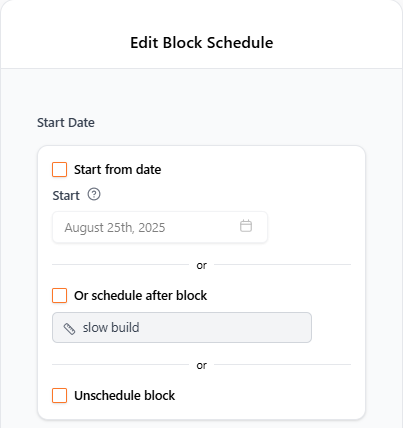 Edit Block Schedule
Start Date
Start from date
Start
August 25th, 2025
or
Or schedule after block
slow build
or
Unschedule block